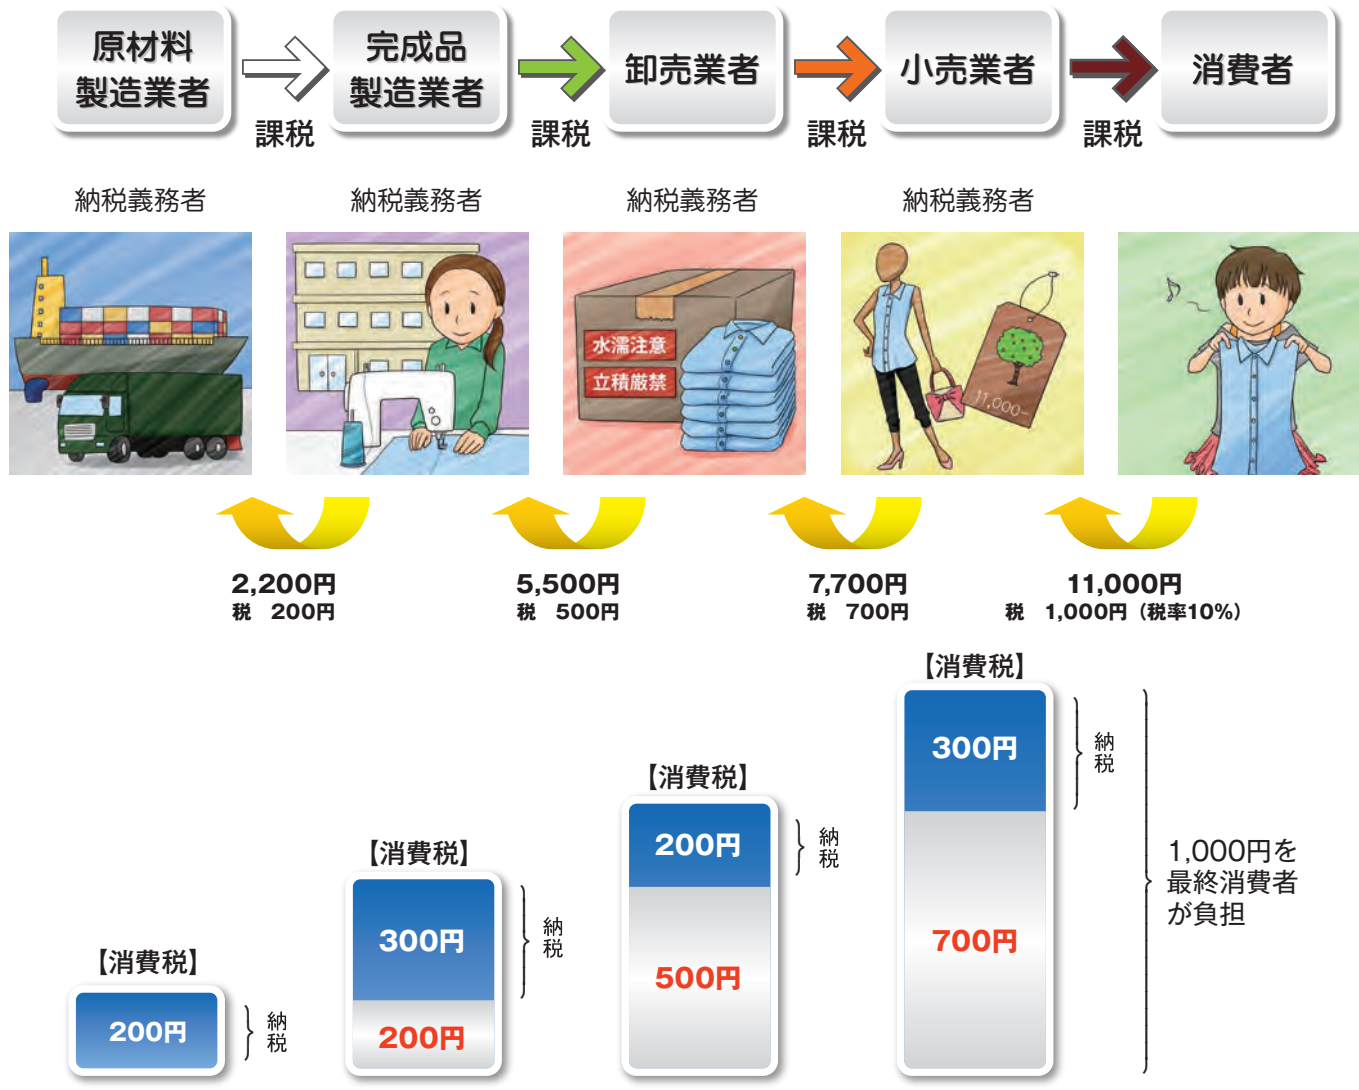 原材料
製造業者
完成品
製造業者
卸売業者
小売業者
消費者
課税
課税
課税
課税
納税義務者
納税義務者
納税義務者
納税義務者
水濡注意
立積厳禁
11,000-
2,200円
税 200円
5,500円
税 500円
7,700円
税 700円
11,000円
税 1,000円（税率10%）
【消費税】
200円
納税
【消費税】
300円
200円
納税
【消費税】
200円
500円
納税
【消費税】
300円
700円
納税
1,000円を
最終消費者
が負担